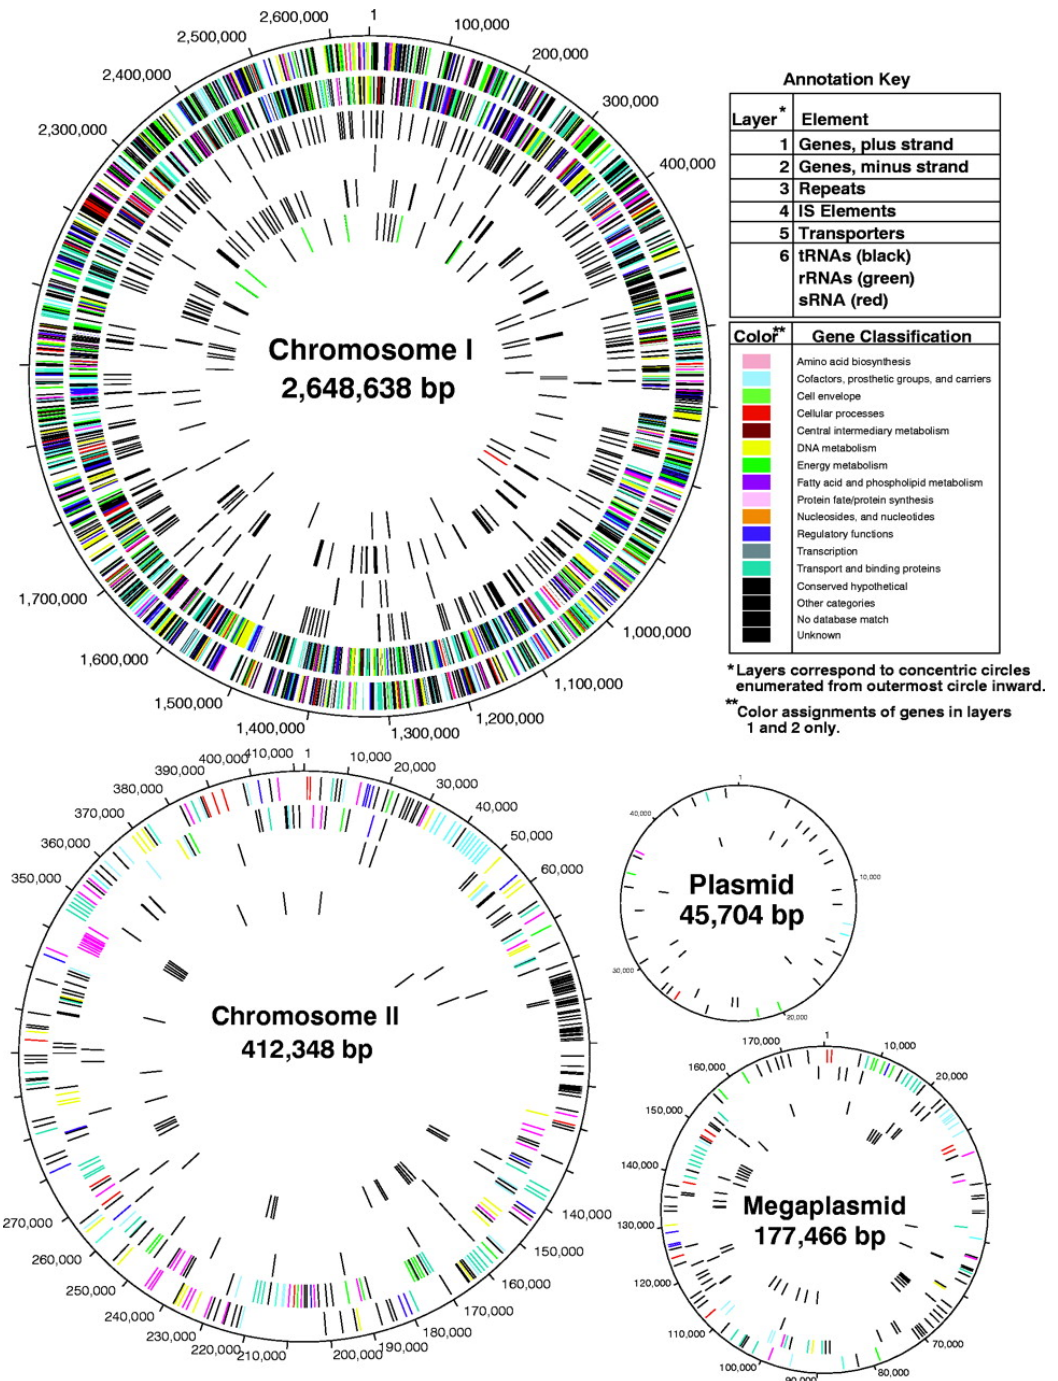 1
100,000
200,000
300,000
400,000
1,000,000
1,100,000
1,200,000
1,300,000
1,400,000
1,500,000
1,600,000
1,700,000
2,300,000
2,400,000
2,500,000
2,600,000
Chromosome I
2,648,638 bp
Annotation Key
Layer* Element
1 Genes, plus strand
2 Genes, minus strand
3 Repeats
4 IS Elements
5 Transporters
6 tRNAs (black)
rRNAs (green)
sRNA (red)
Color** Gene Classification
Amino acid biosynthesis
Cofactors, prosthetic groups, and carriers
Cell envelope
Cellular processes
Central intermediary metabolism
DNA metabolism
Energy metabolism
Fatty acid and phospholipid metabolism
Protein fate/protein synthesis
Nucleosides, and nucleotides
Regulatory functions
Transcription
Transport and binding proteins
Conserved hypothetical
Other categories
No database match
Unknown
*Layers correspond to concentric circles
enumerated from outermost circle inward.
**Color assignments of genes in layers
1 and 2 only.
1
10,000
20,000
30,000
40,000
50,000
60,000
140,000
150,000
160,000
170,000
180,000
190,000
200,000
210,000
220,000
230,000
240,000
250,000
260,000
270,000
350,000
360,000
370,000
380,000
390,000
400,000
410,000
Chromosome II
412,348 bp
1
10,000
20,000
30,000
40,000
Plasmid
45,704 bp
1
10,000
20,000
70,000
80,000
90,000
100,000
110,000
120,000
130,000
140,000
150,000
160,000
170,000
Megaplasmid
177,466 bp